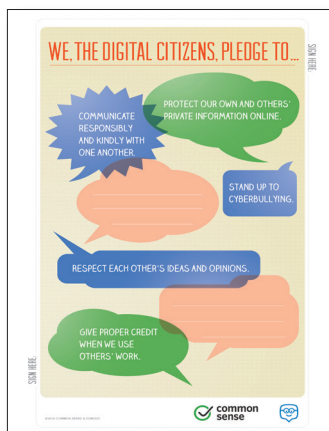 WE, THE DIGITAL CITIZENS, PLEDGE TO...
SIGN HERE
COMMUNICATE
RESPONSIBLY
AND KINDLY WITH
ONE ANOTHER.
PROTECT OUR OWN AND OTHERS'
PRIVATE INFORMATION ONLINE.
STAND UP TO
CYBERBULLYING.
RESPECT EACH OTHER'S IDEAS AND OPINIONS.
GIVE PROPER CREDIT
WHEN WE USE
OTHERS' WORK.
SIGN HERE
common
sense